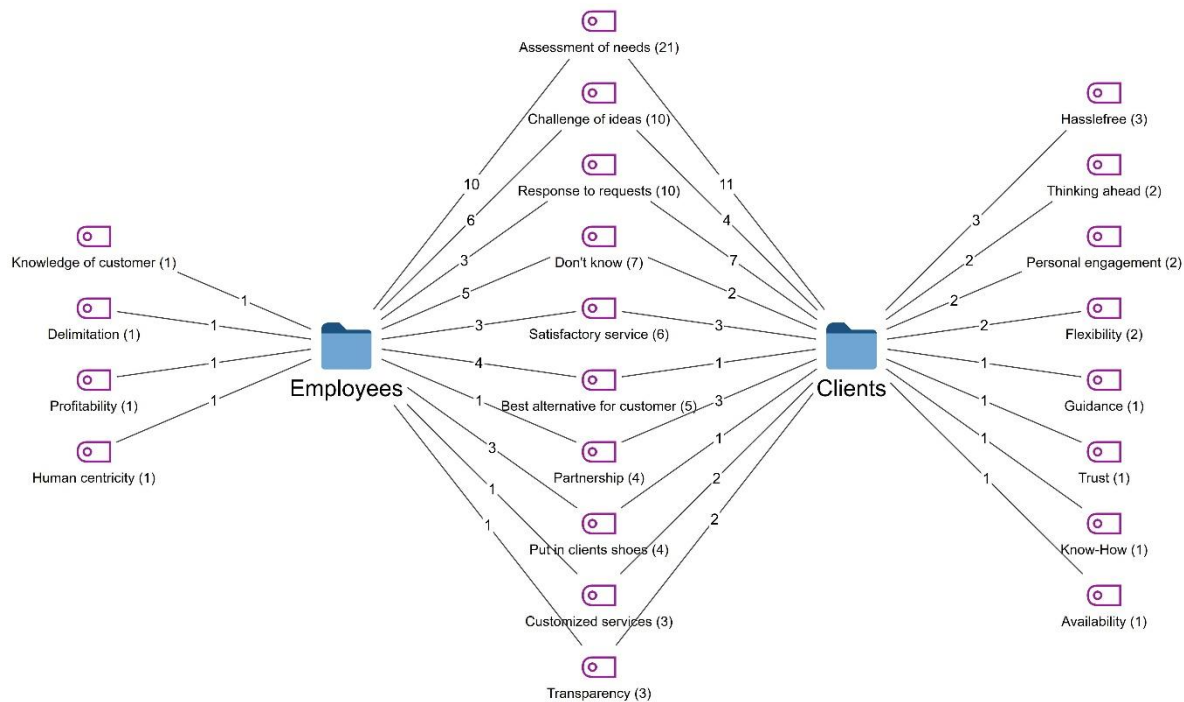 Assessment of needs (21)
Challenge of ideas (10)
Hasslefree (3)
Response to requests (10)
Thinking ahead (2)
10
11
6
4
3
Knowledge of customer (1)
3
7
2
Don't know (7)
Personal engagement (2)
1
5
2
2
Delimitation (1)
1
3
Satisfactory service (6)
3
2
Flexibility (2)
1
4
1
1
Employees
Clients
Profitability (1)
1
1
3
1
Best alternative for customer (5)
Guidance (1)
3
1
1
Human centricity (1)
Partnership (4)
Trust (1)
1
2
1
1
2
Put in clients shoes (4)
Know-How (1)
Customized services (3)
Availability (1)
Transparency (3)